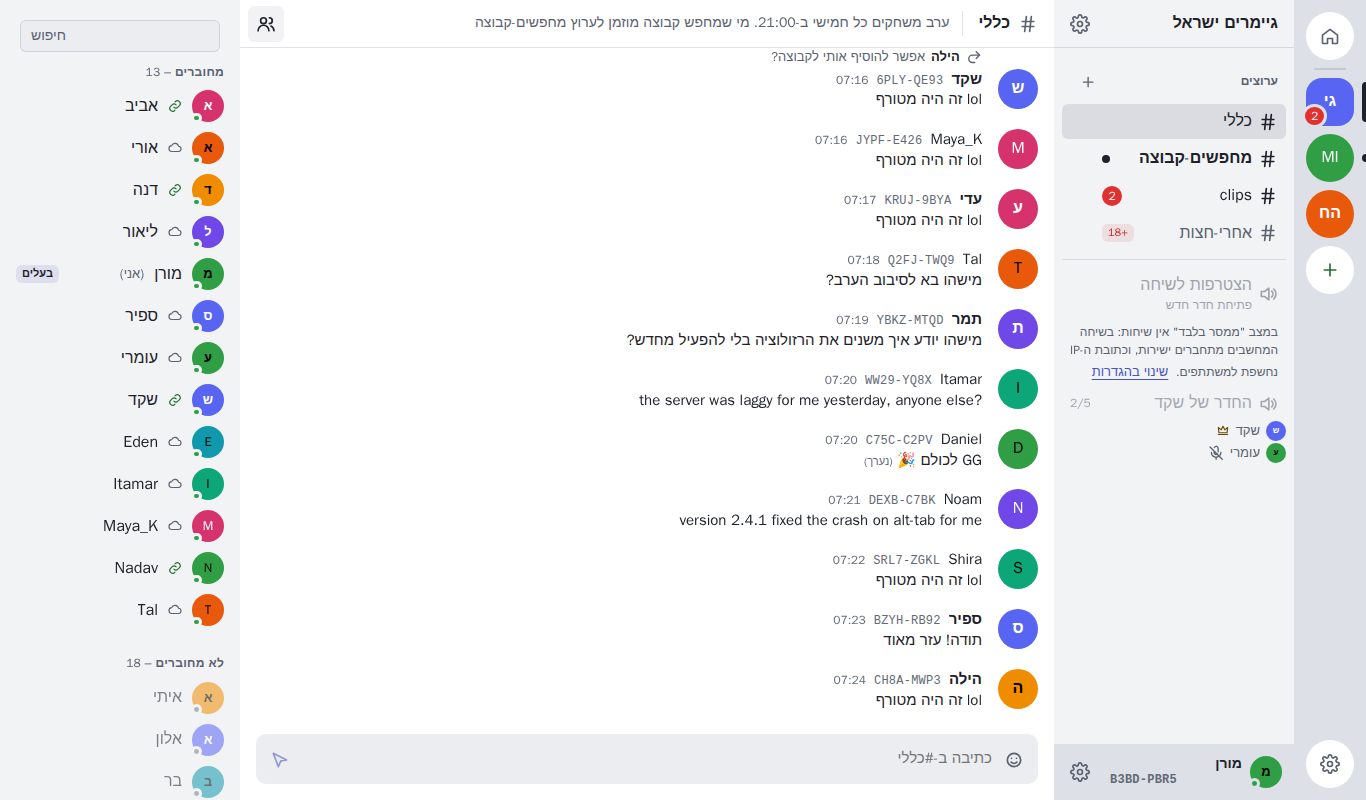 גי
2
MI
הח
גיימרים ישראל
ערוצים
כללי
מחפשים-קבוצה
clips
2
אחרי-חצות
18+
הצטרפות לשיחה
פתיחת חדר חדש
במצב "ממסר בלבד" אין שיחות: בשיחה
המחשבים מתחברים ישירות, וכתובת ה-IP
נחשפת למשתתפים. שינוי בהגדרות
החדר של שקד 2/5
ש שקד
ע עומרי
מ מורן
B3BD-PBR5
# כללי
ערב משחקים כל חמישי ב-21:00. מי שמחפש קבוצה מוזמן לערוץ מחפשים-קבוצה
הילה אפשר להוסיף אותי לקבוצה?
ש
שקד 6PLY-QE93 07:16
lol זה היה מטורף
M
Maya_K JYPF-E426 07:16
lol זה היה מטורף
ע
עדי KRUJ-9BYA 07:17
lol זה היה מטורף
T
Tal Q2FJ-TWQ9 07:18
מישהו בא לסיבוב הערב?
ת
תמר YBKZ-MTQD 07:19
מישהו יודע איך משנים את הרזולוציה בלי להפעיל מחדש?
I
Itamar WW29-YQ8X 07:20
the server was laggy for me yesterday, anyone else?
D
Daniel C75C-C2PV 07:20
GG לכולם 🎉 (נערך)
N
Noam DEXB-C7BK 07:21
version 2.4.1 fixed the crash on alt-tab for me
S
Shira SRL7-ZGKL 07:22
lol זה היה מטורף
ס
ספיר BZYH-RB92 07:23
תודה! עזר מאוד
ה
הילה CH8A-MWP3 07:24
lol זה היה מטורף
כתיבה ב-#כללי
חיפוש
מחוברים – 13
א אביב
א אורי
ד דנה
ל ליאור
מ מורן (אני) בעלים
ס ספיר
ע עומרי
ש שקד
E Eden
I Itamar
M Maya_K
N Nadav
T Tal
לא מחוברים – 18
א איתי
א אלון
ב בר